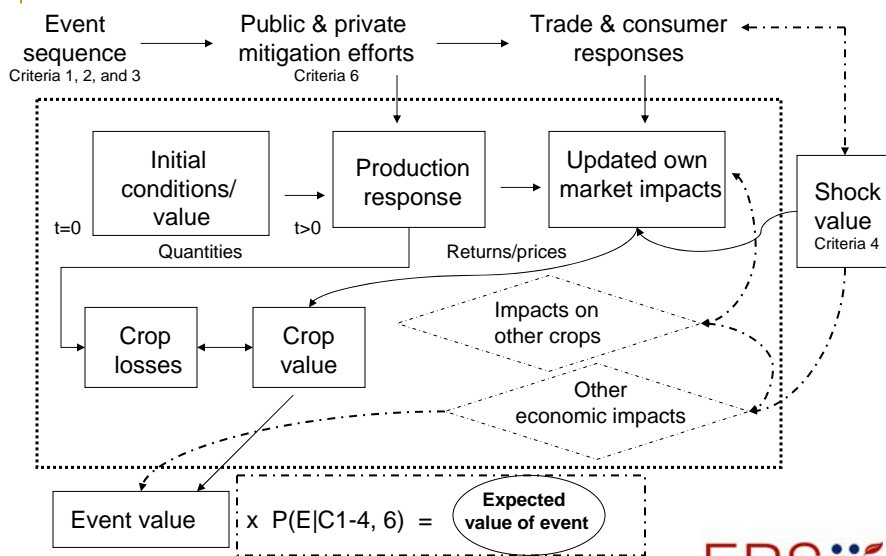 Event
sequence
Criteria 1, 2, and 3
Public & private
mitigation efforts
Criteria 6
Trade & consumer
responses
Initial
conditions/
value
t=0
t>0
Production
response
Updated own
market impacts
Shock
value
Criteria 4
Quantities
Returns/prices
Crop
losses
Crop
value
Impacts on
other crops
Other
economic impacts
Event value
x P(E|C1-4, 6) =
Expected
value of event